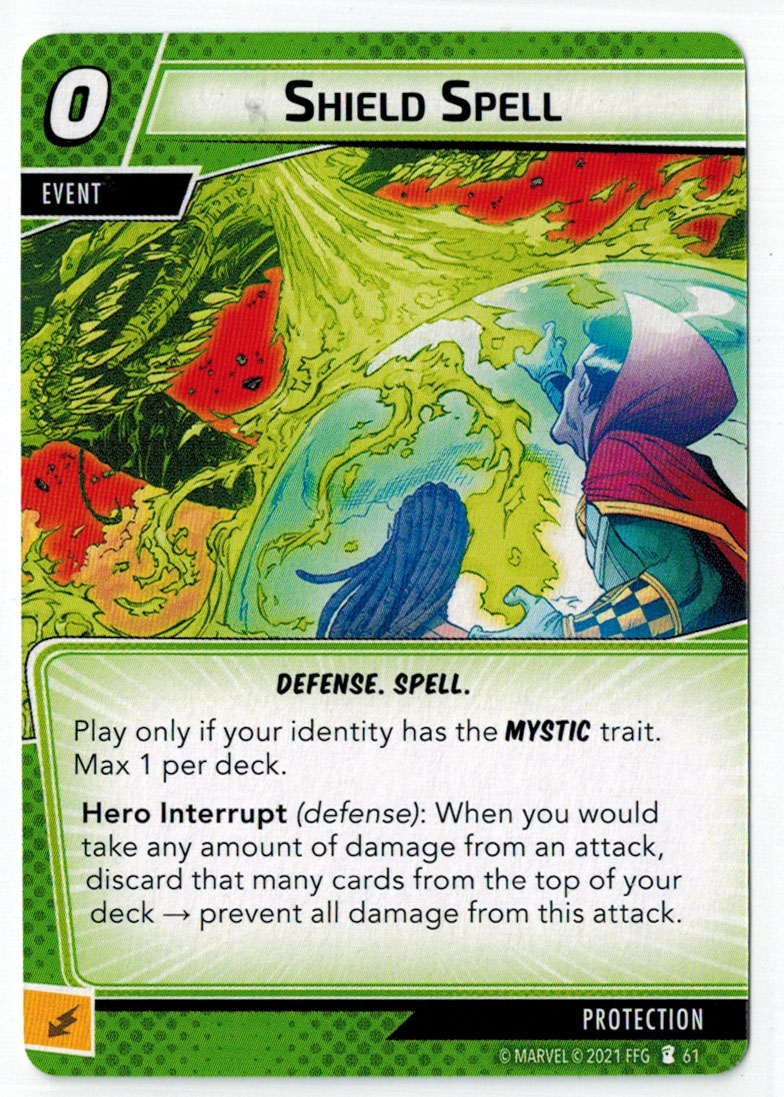 0
SHIELD SPELL
EVENT
DEFENSE. SPELL.
Play only if your identity has the MYSTIC trait.
Max 1 per deck.
Hero Interrupt (defense): When you would
take any amount of damage from an attack,
discard that many cards from the top of your
deck → prevent all damage from this attack.
PROTECTION
© MARVEL © 2021 FFG 61